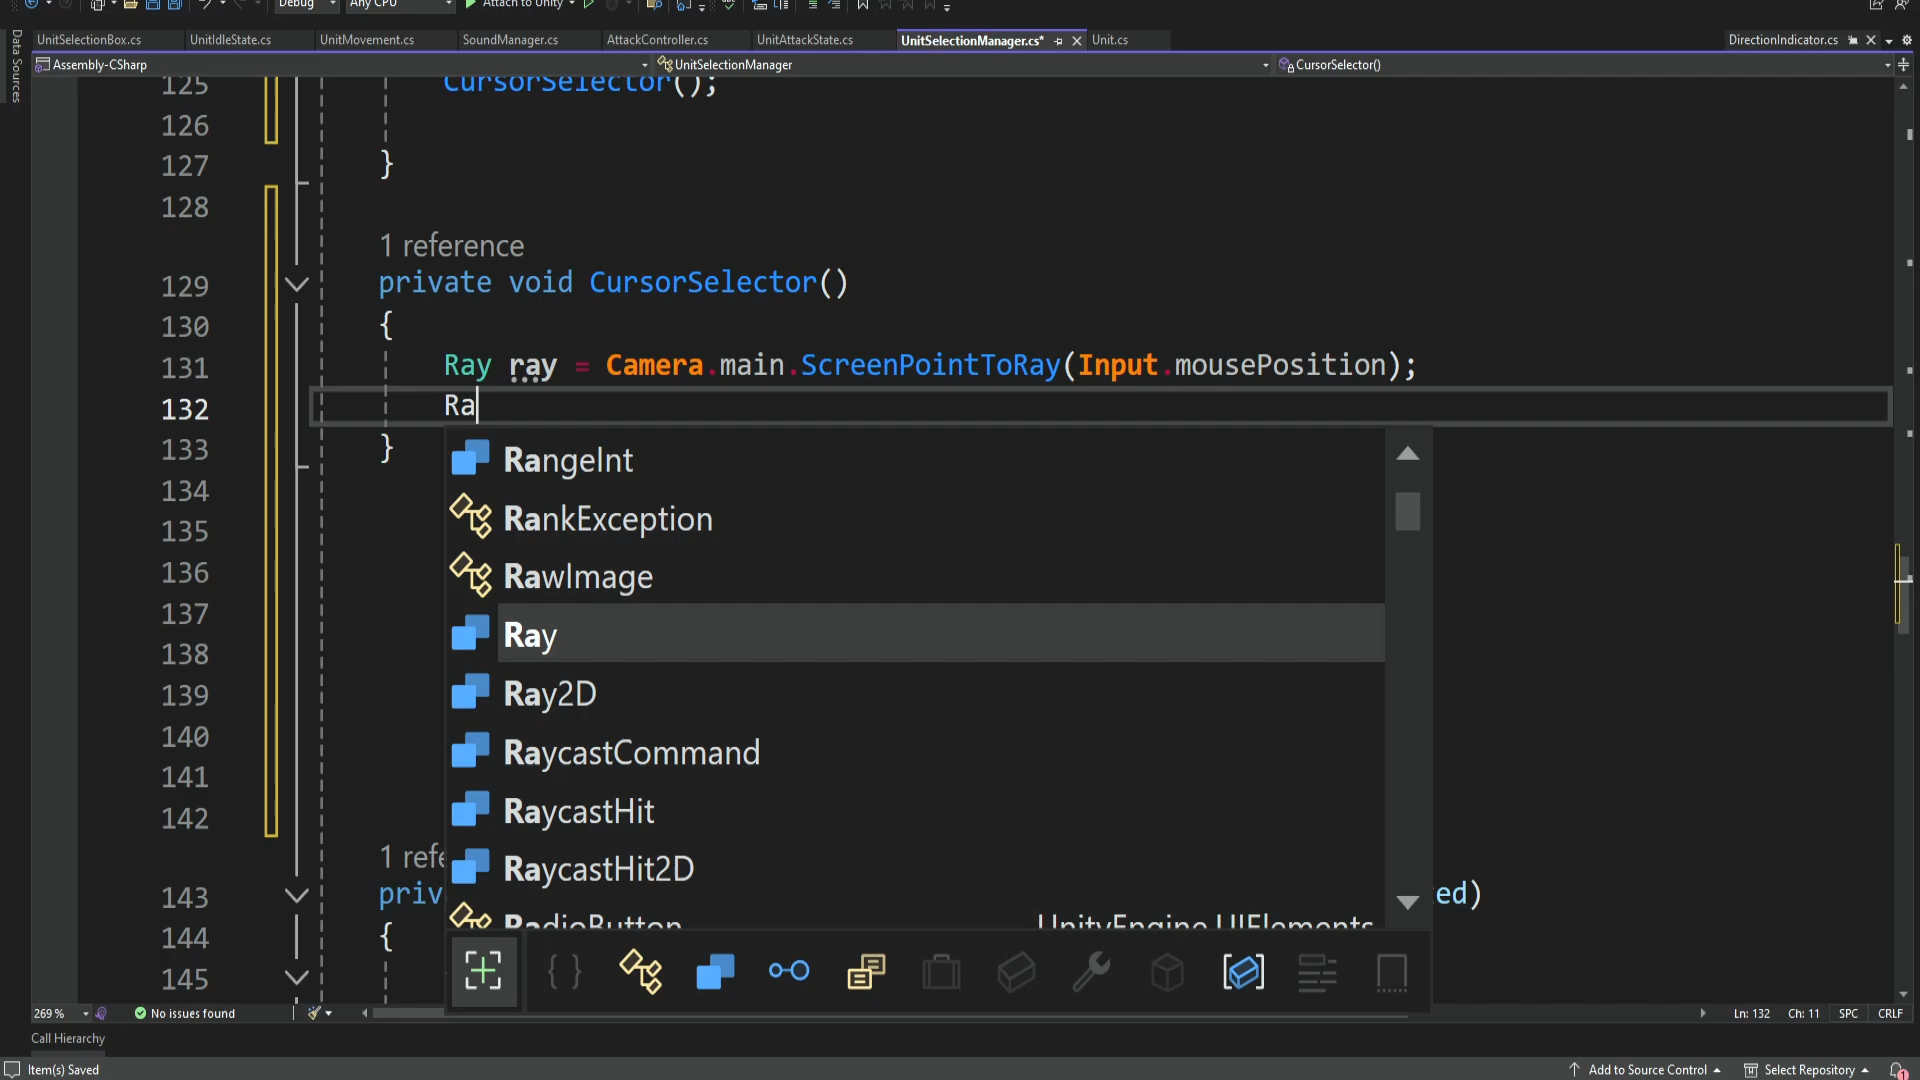 Debug Any CPU Attach to Unity
UnitSelectionBox.cs UnitIdleState.cs UnitMovement.cs SoundManager.cs AttackController.cs UnitAttackState.cs UnitSelectionManager.cs* Unit.cs DirectionIndicator.cs
Data Sources
Assembly-CSharp UnitSelectionManager CursorSelector()
125 CursorSelector();
126
127 }
128
1 reference
129 private void CursorSelector()
130 {
131 Ray ray = Camera.main.ScreenPointToRay(Input.mousePosition);
132 Ra
133 }
RangeInt
134
RankException
135
RawImage
136
137
Ray
138
139 Ray2D
140
RaycastCommand
141
142 RaycastHit
1 refe
RaycastHit2D
143 priv ed)
RadioButton UnityEngine.UIElements
144 {
145
269 % No issues found Ln: 132 Ch: 11 SPC CRLF
Call Hierarchy
Item(s) Saved Add to Source Control Select Repository 1